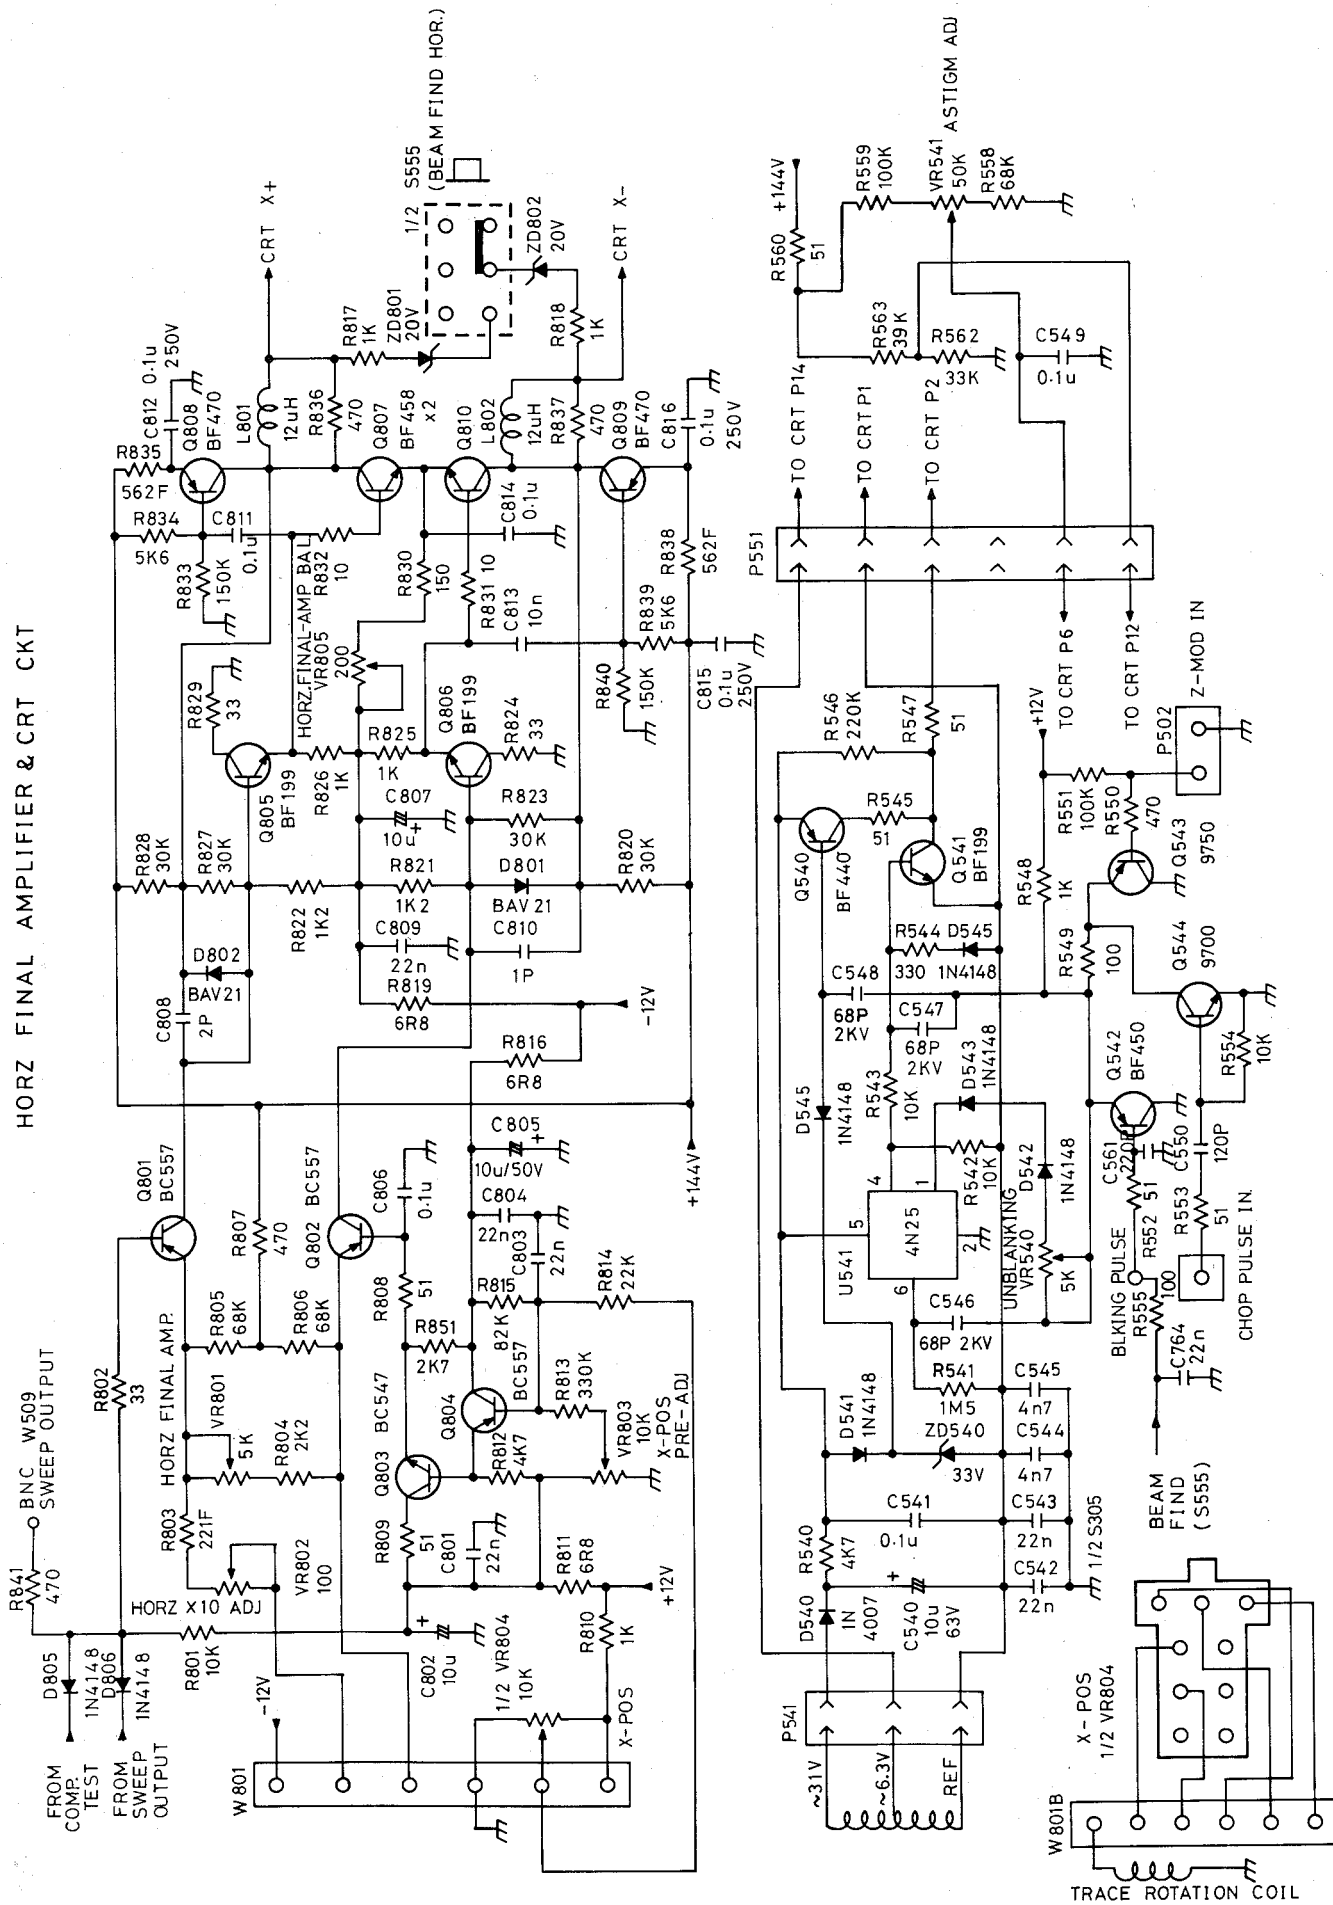 HORZ FINAL AMPLIFIER & CRT CKT
FROM
COMP.
TEST
FROM
SWEEP
OUTPUT
D805
1N4148
D806
1N4148
R841
470
BNC W509
SWEEP OUTPUT
R802
33
R801
10K
HORZ X10 ADJ
VR802
100
R803
221F
HORZ FINAL AMP.
VR801
5K
R804
2K2
R805
68K
R806
68K
R807
470
Q801
BC557
Q802
BC557
-12V
W801
C802
10u
1/2 VR804
10K
X-POS
R810
1K
+12V
R809
51
C801
22n
R811
6R8
Q803
BC547
R812
4K7
Q804
BC557
R813
330K
VR803
10K
X-POS
PRE-ADJ
R851
2K7
R808
51
R815
82K
R814
22K
C803
22n
C804
22n
C805
10u/50V
C806
0.1u
+144V
R816
6R8
-12V
C808
2P
D802
BAV21
R828
30K
R827
30K
R822
1K2
R821
1K2
C809
22n
R819
6R8
C810
1P
D801
BAV21
R820
30K
R823
30K
C807
10u
Q805
BF199
R826
1K
R825
1K
Q806
BF199
R824
33
R829
33
HORZ.FINAL-AMP BAL
VR805
200
R830
150
R831 10
R832
10
R833
150K
R834
5K6
R835
562F
C811
0.1u
C812 0.1u
250V
Q808
BF470
L801
12uH
R836
470
Q807
BF458
x2
Q810
L802
12uH
R837
470
Q809
BF470
C816
0.1u
250V
C814
0.1u
C813
10n
R838
562F
R839
5K6
R840
150K
C815
0.1u
250V
R817
1K
ZD801
20V
R818
1K
ZD802
20V
1/2
S555
(BEAM FIND HOR.)
CRT X+
CRT X-
~31V
~6.3V
REF
P541
D540
1N
4007
C540
10u
63V
R540
4K7
C541
0.1u
D541
1N4148
ZD540
33V
R541
1M5
C542
22n
C543
22n
C544
4n7
C545
4n7
1/2 S305
C546
68P 2KV
U541
4N25
5
4
1
2
6
UNBLANKING
VR540
5K
D542
1N4148
D543
1N4148
R542
10K
R543
10K
D545
1N4148
C547
68P
2KV
C548
68P
2KV
R544
330
D545
1N4148
Q540
BF440
R545
51
Q541
BF199
R546
220K
R547
51
P551
TO CRT P14
TO CRT P1
TO CRT P2
TO CRT P6
TO CRT P12
R560
51
+144V
R559
100K
VR541
50K
ASTIGM ADJ
R558
68K
R563
39K
R562
33K
C549
0.1u
+12V
R548
1K
R551
100K
R550
470
P502
Z-MOD IN
Q543
9750
R549
100
Q544
9700
R554
10K
Q542
BF450
C561
C550
120P
R552
51
R553
51
BLKING PULSE
CHOP PULSE IN
R555
100
C764
22n
BEAM
FIND
(S555)
X-POS
1/2 VR804
W801B
TRACE ROTATION COIL